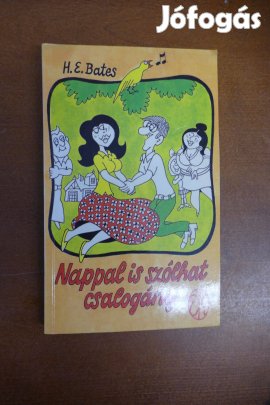 Jófogás
H. E. Bates
Nappal is szólhat
csalogány